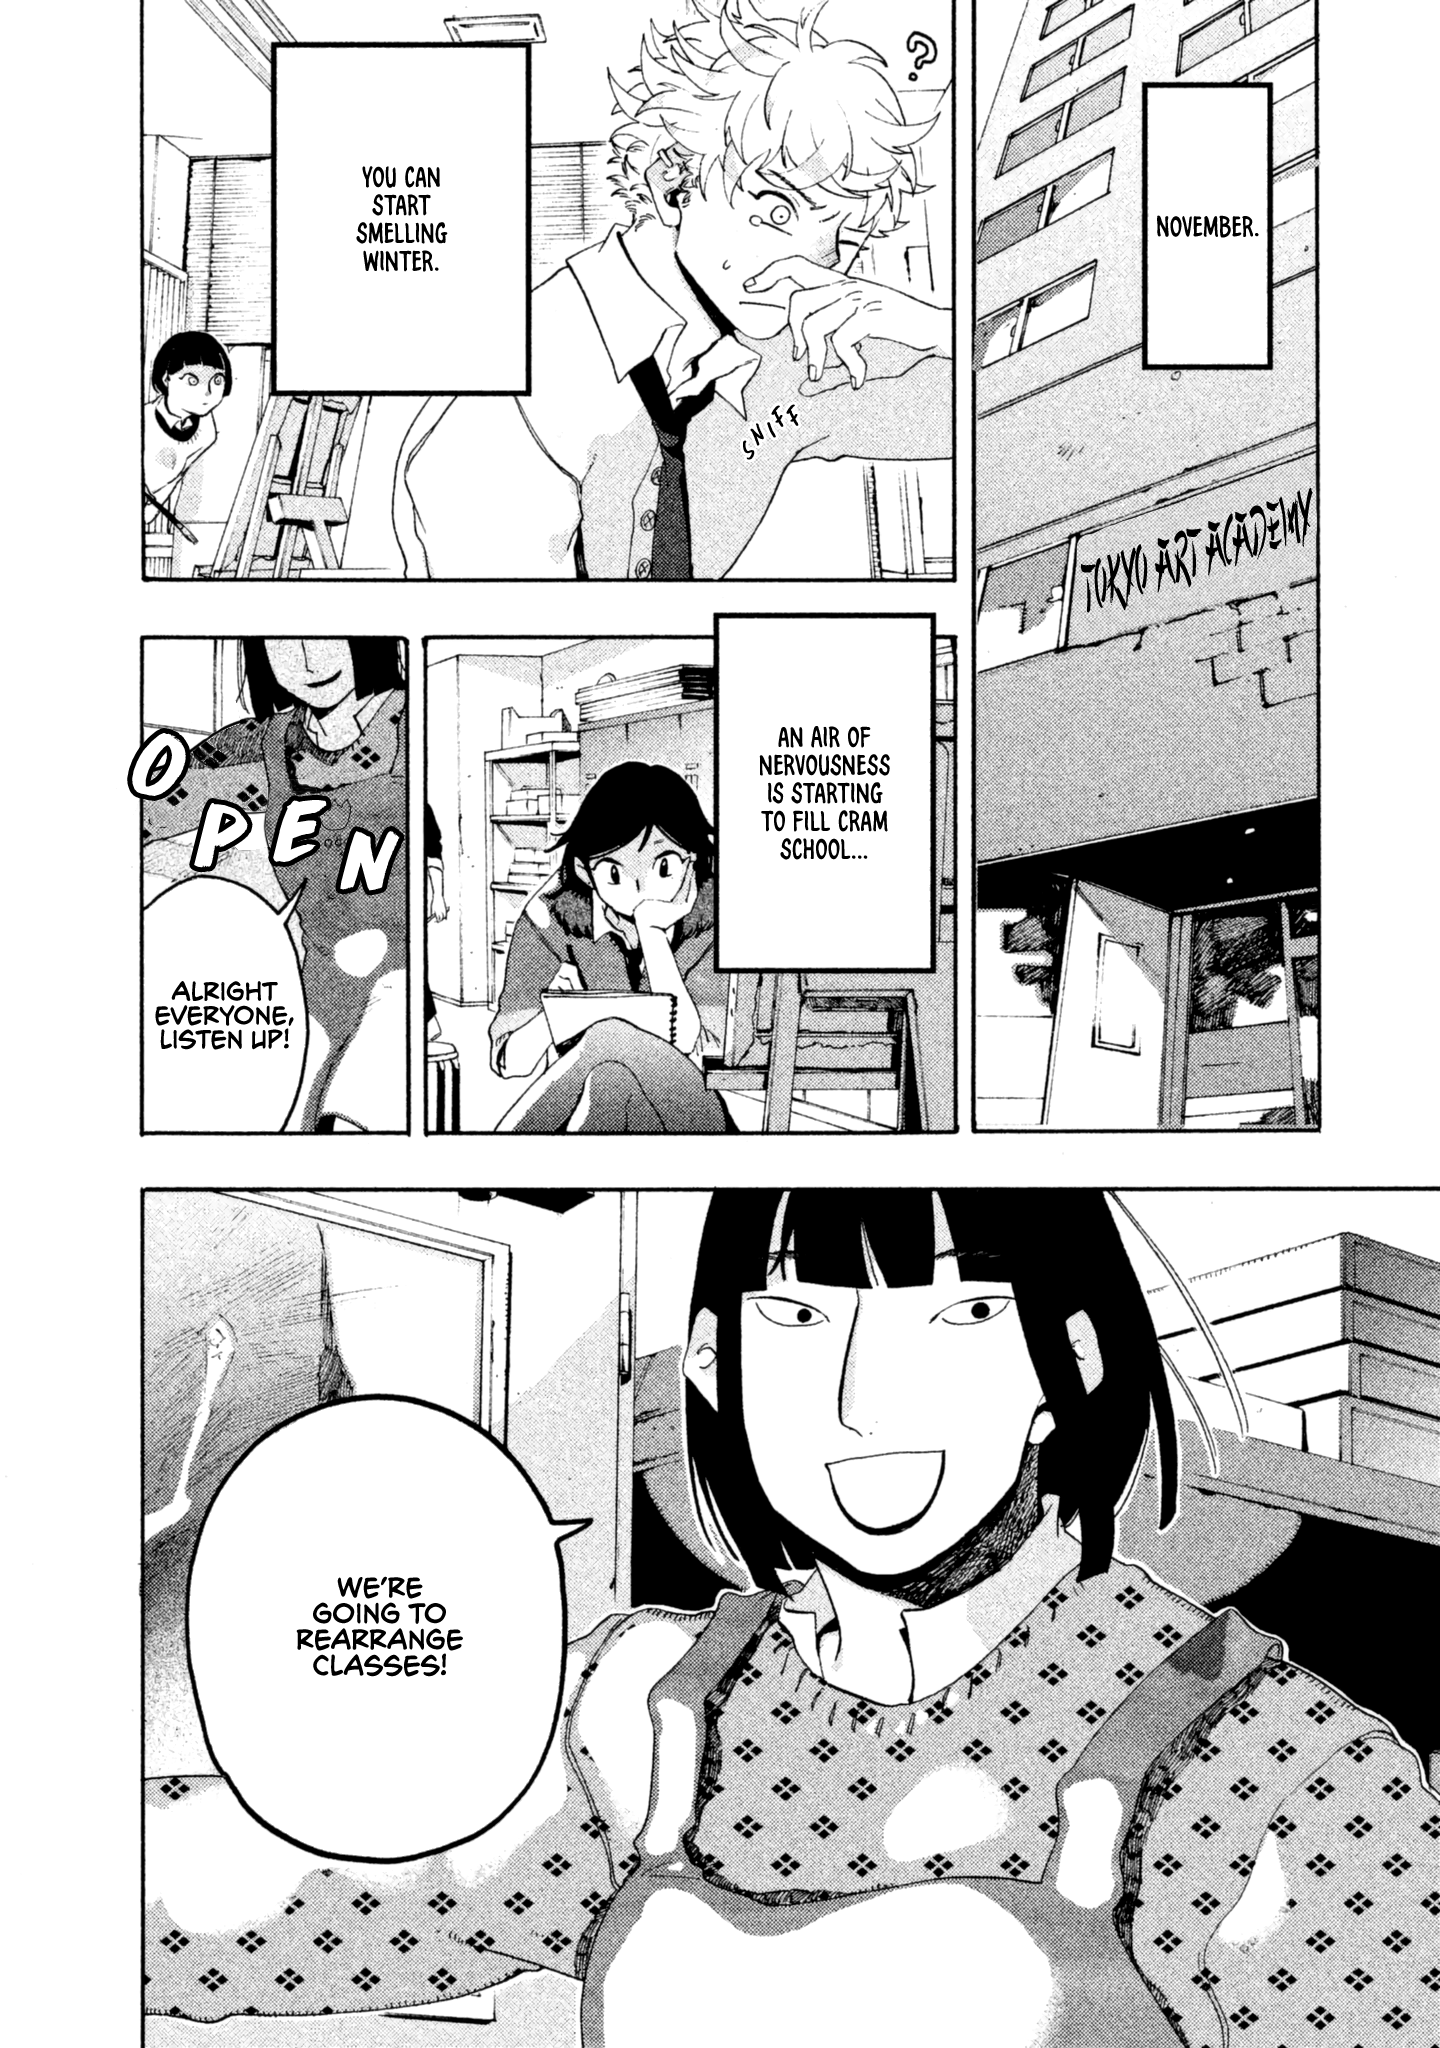 NOVEMBER.
TOKYO ART ACADEMY
?
YOU CAN
START
SMELLING
WINTER.
SNIFF
AN AIR OF
NERVOUSNESS
IS STARTING
TO FILL CRAM
SCHOOL...
OPEN
ALRIGHT
EVERYONE,
LISTEN UP!
WE'RE
GOING TO
REARRANGE
CLASSES!